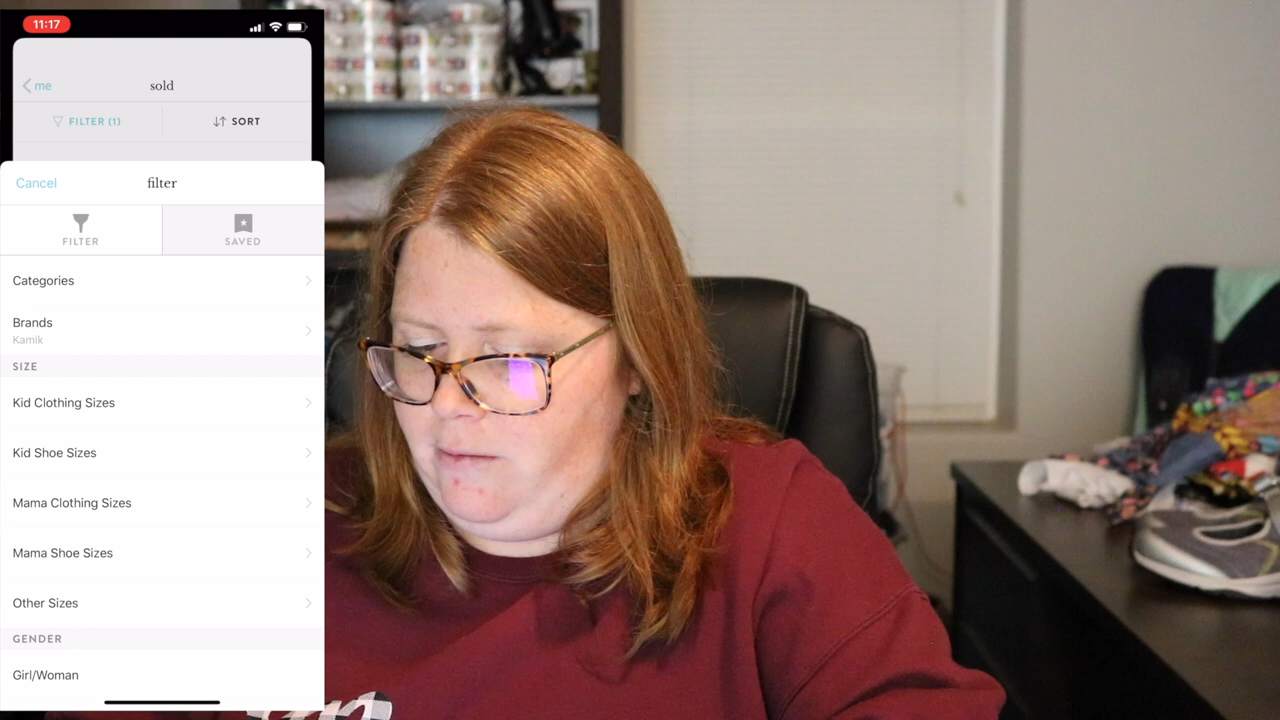 11:17
me
sold
FILTER (1)
SORT
Cancel
filter
FILTER
SAVED
Categories
Brands
Kamik
SIZE
Kid Clothing Sizes
Kid Shoe Sizes
Mama Clothing Sizes
Mama Shoe Sizes
Other Sizes
GENDER
Girl/Woman